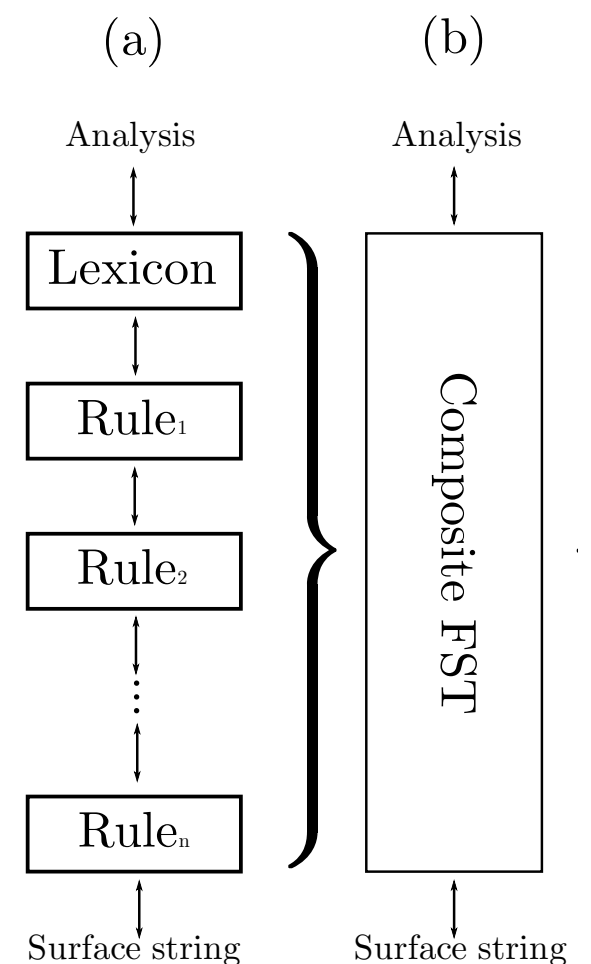 (a)
Analysis
Lexicon
Rule₁
Rule₂
...
Ruleₙ
Surface string
(b)
Analysis
Composite FST
Surface string